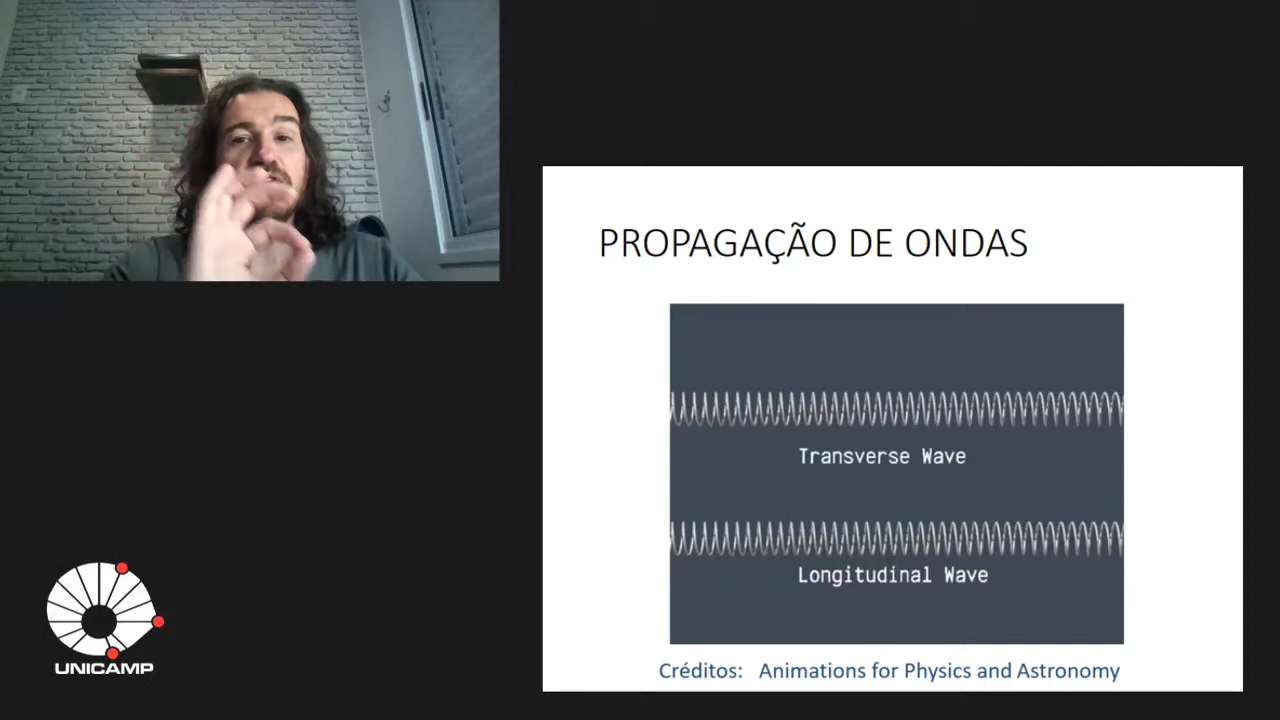 PROPAGAÇÃO DE ONDAS
Transverse Wave
Longitudinal Wave
Créditos: Animations for Physics and Astronomy
UNICAMP